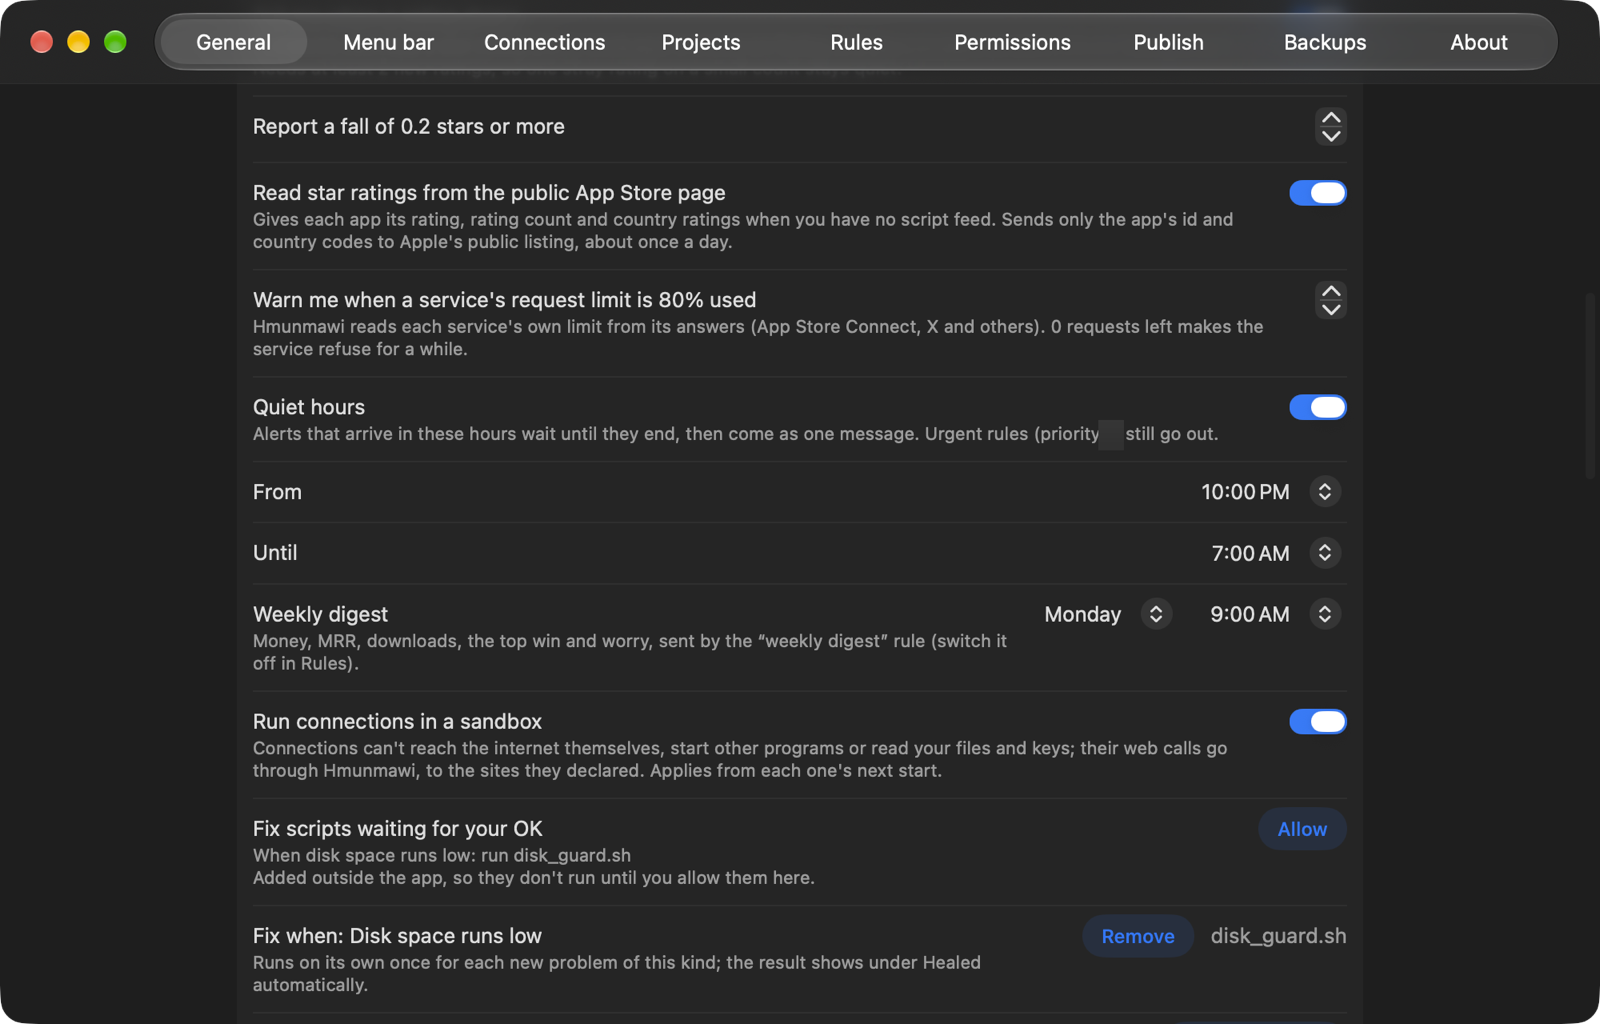 General
Menu bar
Connections
Projects
Rules
Permissions
Publish
Backups
About
Report a fall of 0.2 stars or more
Read star ratings from the public App Store page
Gives each app its rating, rating count and country ratings when you have no script feed. Sends only the app's id and
country codes to Apple's public listing, about once a day.
Warn me when a service's request limit is 80% used
Hmunmawi reads each service's own limit from its answers (App Store Connect, X and others). 0 requests left makes the
service refuse for a while.
Quiet hours
Alerts that arrive in these hours wait until they end, then come as one message. Urgent rules (priority still go out.
From
10:00 PM
Until
7:00 AM
Weekly digest
Monday
9:00 AM
Money, MRR, downloads, the top win and worry, sent by the “weekly digest” rule (switch it
off in Rules).
Run connections in a sandbox
Connections can't reach the internet themselves, start other programs or read your files and keys; their web calls go
through Hmunmawi, to the sites they declared. Applies from each one's next start.
Fix scripts waiting for your OK
Allow
When disk space runs low: run disk_guard.sh
Added outside the app, so they don't run until you allow them here.
Fix when: Disk space runs low
Remove
disk_guard.sh
Runs on its own once for each new problem of this kind; the result shows under Healed
automatically.